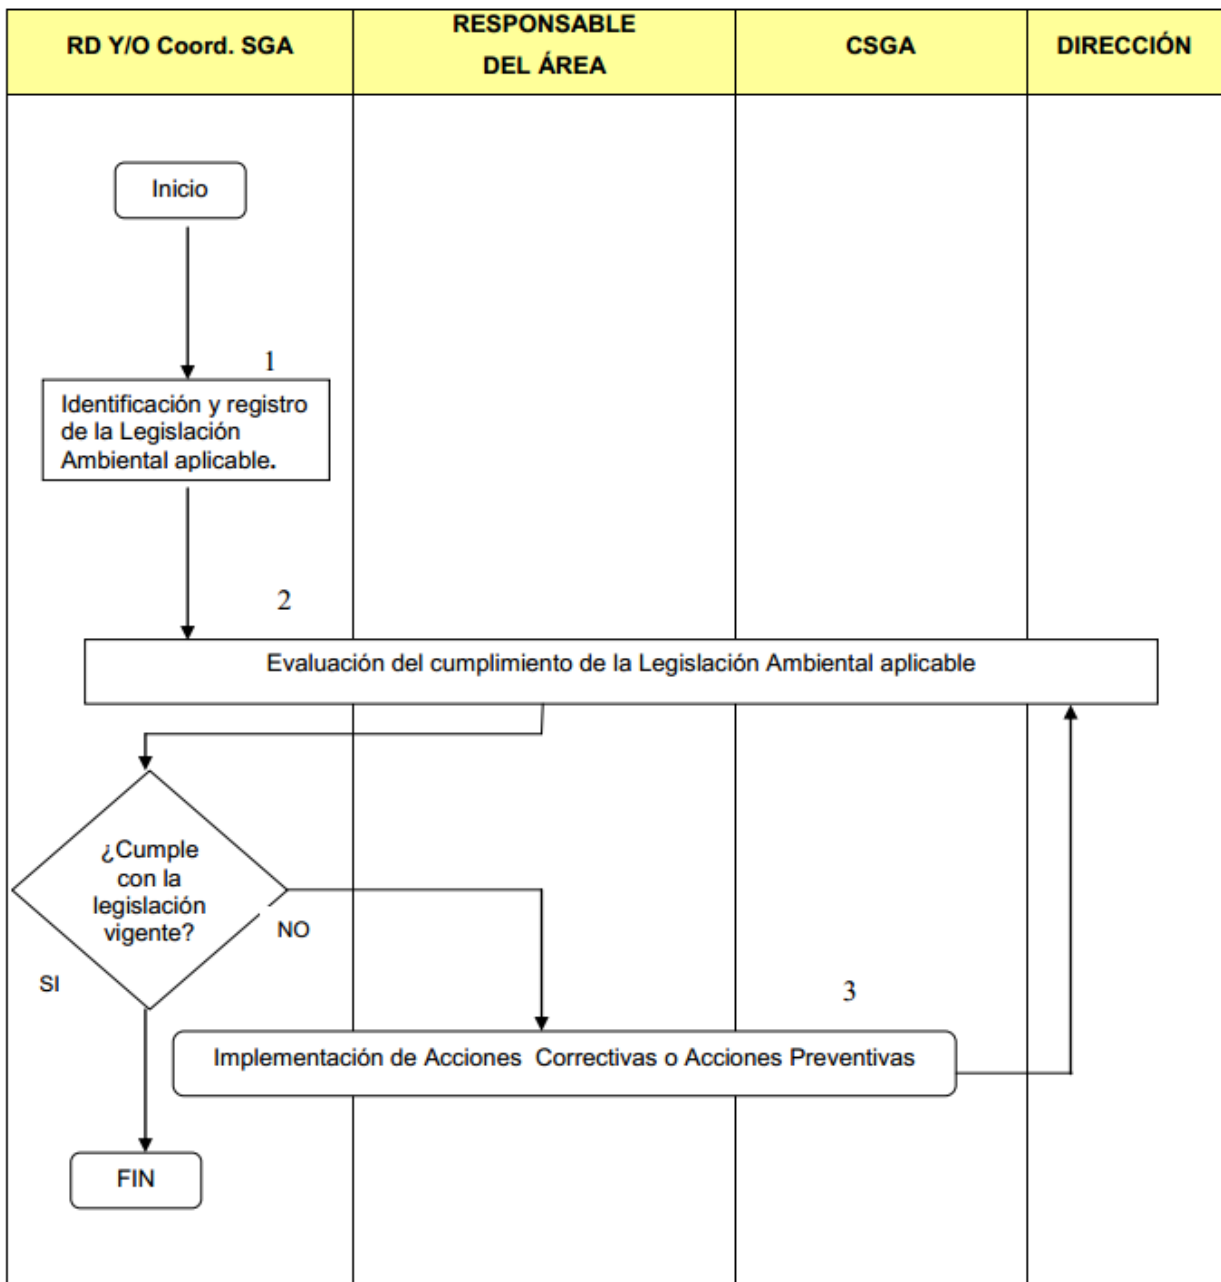 RD Y/O Coord. SGA
RESPONSABLE
DEL ÁREA
CSGA
DIRECCIÓN
Inicio
1
Identificación y registro
de la Legislación
Ambiental aplicable.
2
Evaluación del cumplimiento de la Legislación Ambiental aplicable
¿Cumple
con la
legislación
vigente?
NO
SI
3
Implementación de Acciones Correctivas o Acciones Preventivas
FIN